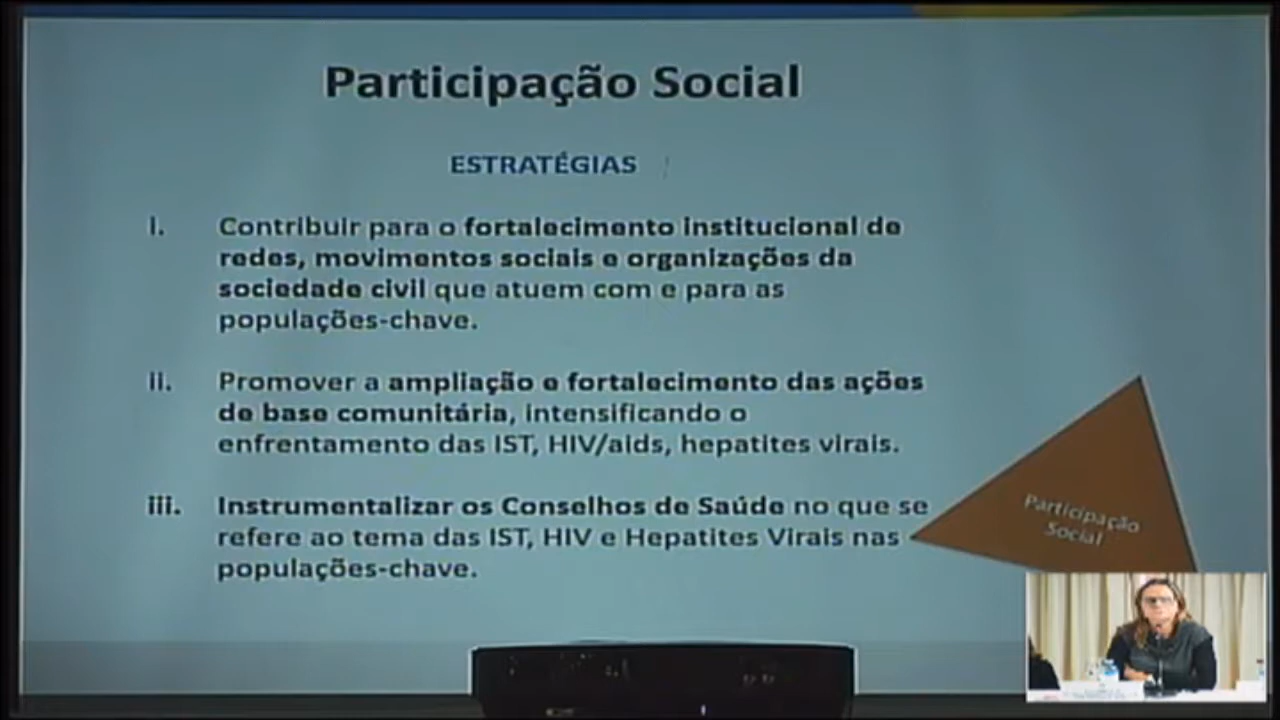 Participação Social
ESTRATÉGIAS
i. Contribuir para o fortalecimento institucional de
redes, movimentos sociais e organizações da
sociedade civil que atuem com e para as
populações-chave.
ii. Promover a ampliação e fortalecimento das ações
de base comunitária, intensificando o
enfrentamento das IST, HIV/aids, hepatites virais.
iii. Instrumentalizar os Conselhos de Saúde no que se
refere ao tema das IST, HIV e Hepatites Virais nas
populações-chave.
Participação
Social